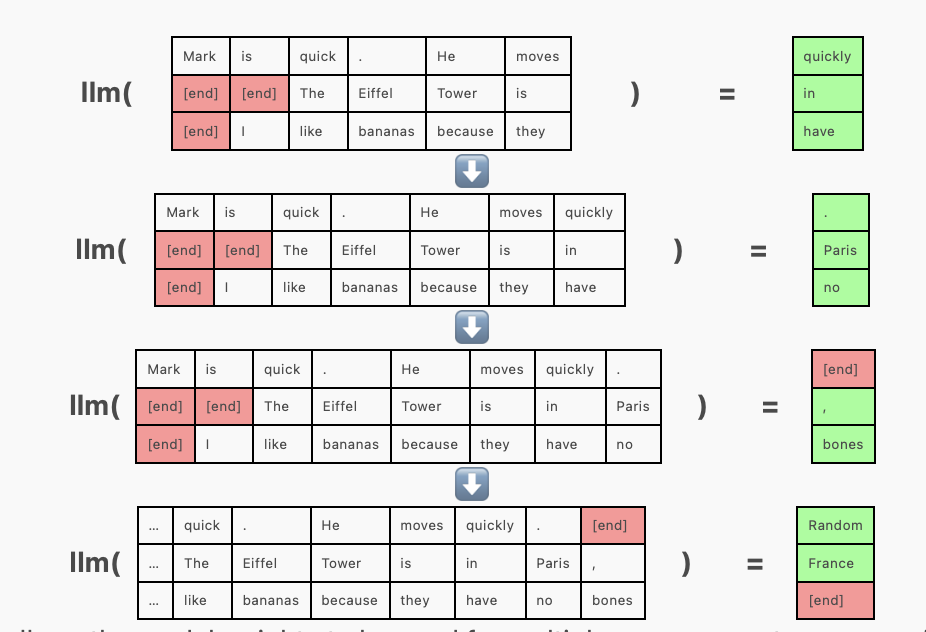 Mark is quick . He moves quickly
llm( [end] [end] The Eiffel Tower is ) = in
[end] I like bananas because they have
Mark is quick . He moves quickly .
llm( [end] [end] The Eiffel Tower is in ) = Paris
[end] I like bananas because they have no
Mark is quick . He moves quickly . [end]
llm( [end] [end] The Eiffel Tower is in Paris ) = ,
[end] I like bananas because they have no bones
... quick . He moves quickly . [end] Random
llm( ... The Eiffel Tower is in Paris , ) = France
... like bananas because they have no bones [end]